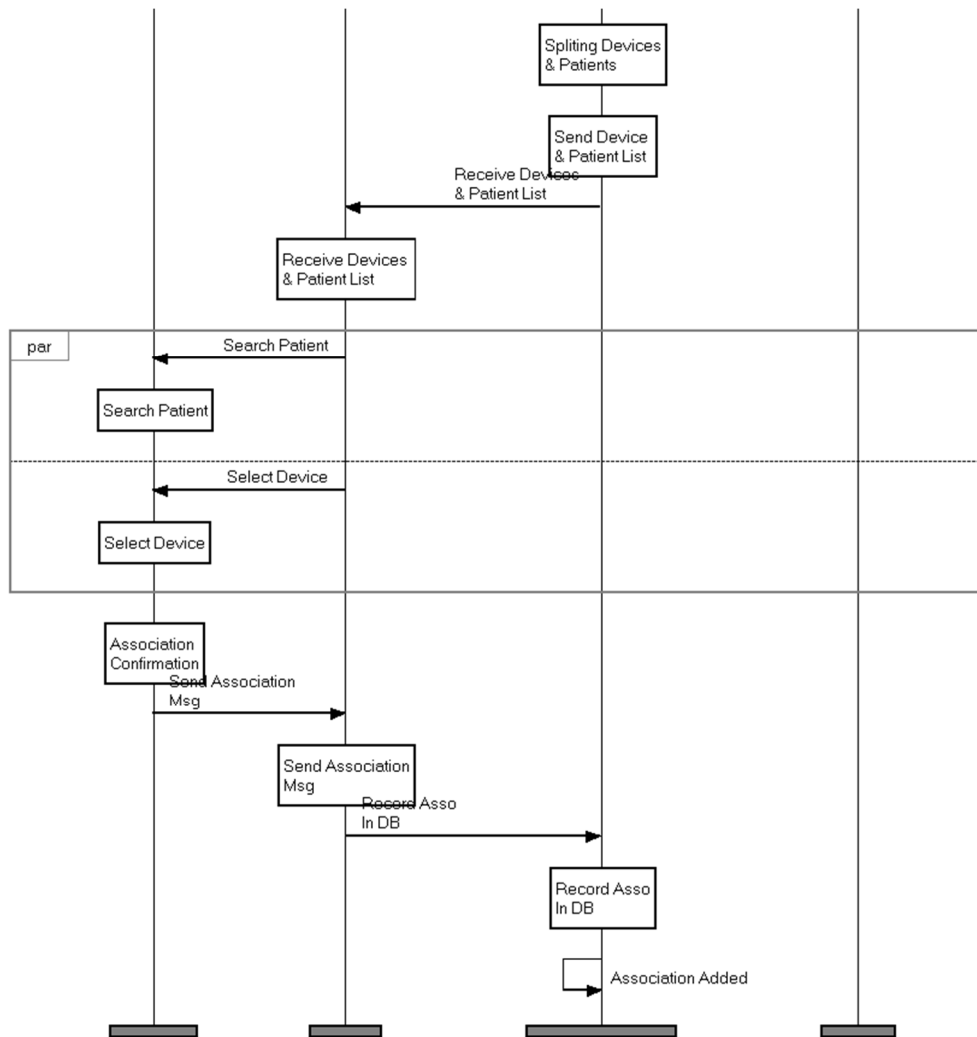 Spliting Devices
& Patients
Send Device
& Patient List
Receive Devices
& Patient List
Receive Devices
& Patient List
par
Search Patient
Search Patient
Select Device
Select Device
Association
Confirmation
Send Association
Msg
Send Association
Msg
Record Asso
In DB
Record Asso
In DB
Association Added